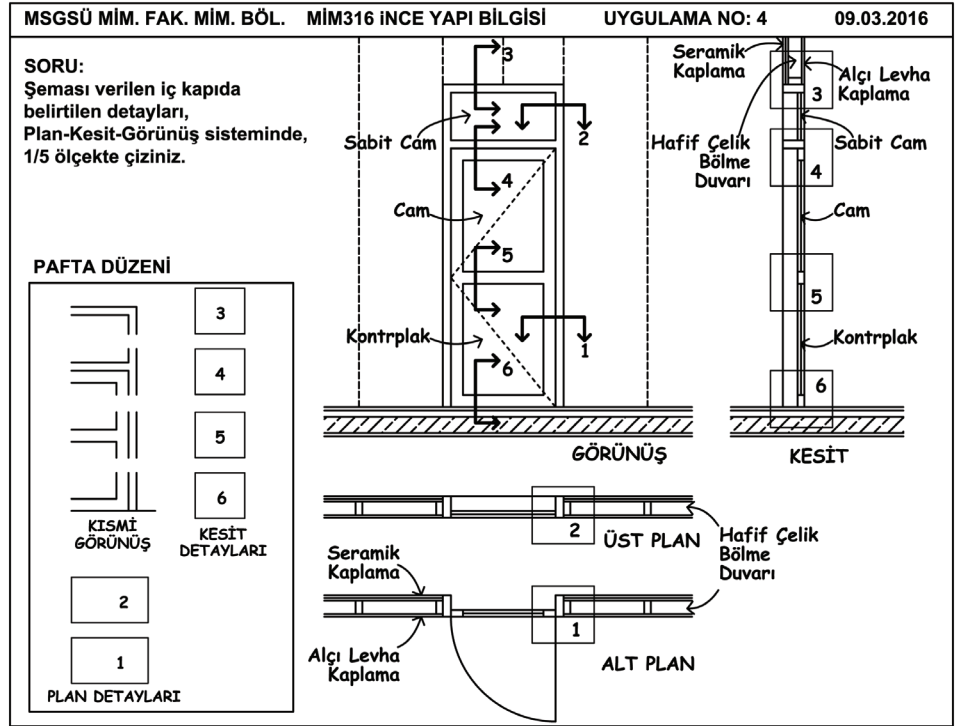 MSGSÜ MİM. FAK. MİM. BÖL. MİM316 iNCE YAPI BİLGİSİ UYGULAMA NO: 4 09.03.2016
SORU:
Şeması verilen iç kapıda
belirtilen detayları,
Plan-Kesit-Görünüş sisteminde,
1/5 ölçekte çiziniz.
PAFTA DÜZENİ
3
4
5
6
KISMİ
GÖRÜNÜŞ
KESİT
DETAYLARI
2
1
PLAN DETAYLARI
3
Sabit Cam
2
4
Cam
5
Kontrplak
1
6
GÖRÜNÜŞ
Seramik
Kaplama
Alçı Levha
Kaplama
3
Hafif Çelik
Bölme
Duvarı
Sabit Cam
4
Cam
5
Kontrplak
6
KESİT
2
ÜST PLAN
Hafif Çelik
Bölme
Duvarı
Seramik
Kaplama
1
Alçı Levha
Kaplama
ALT PLAN